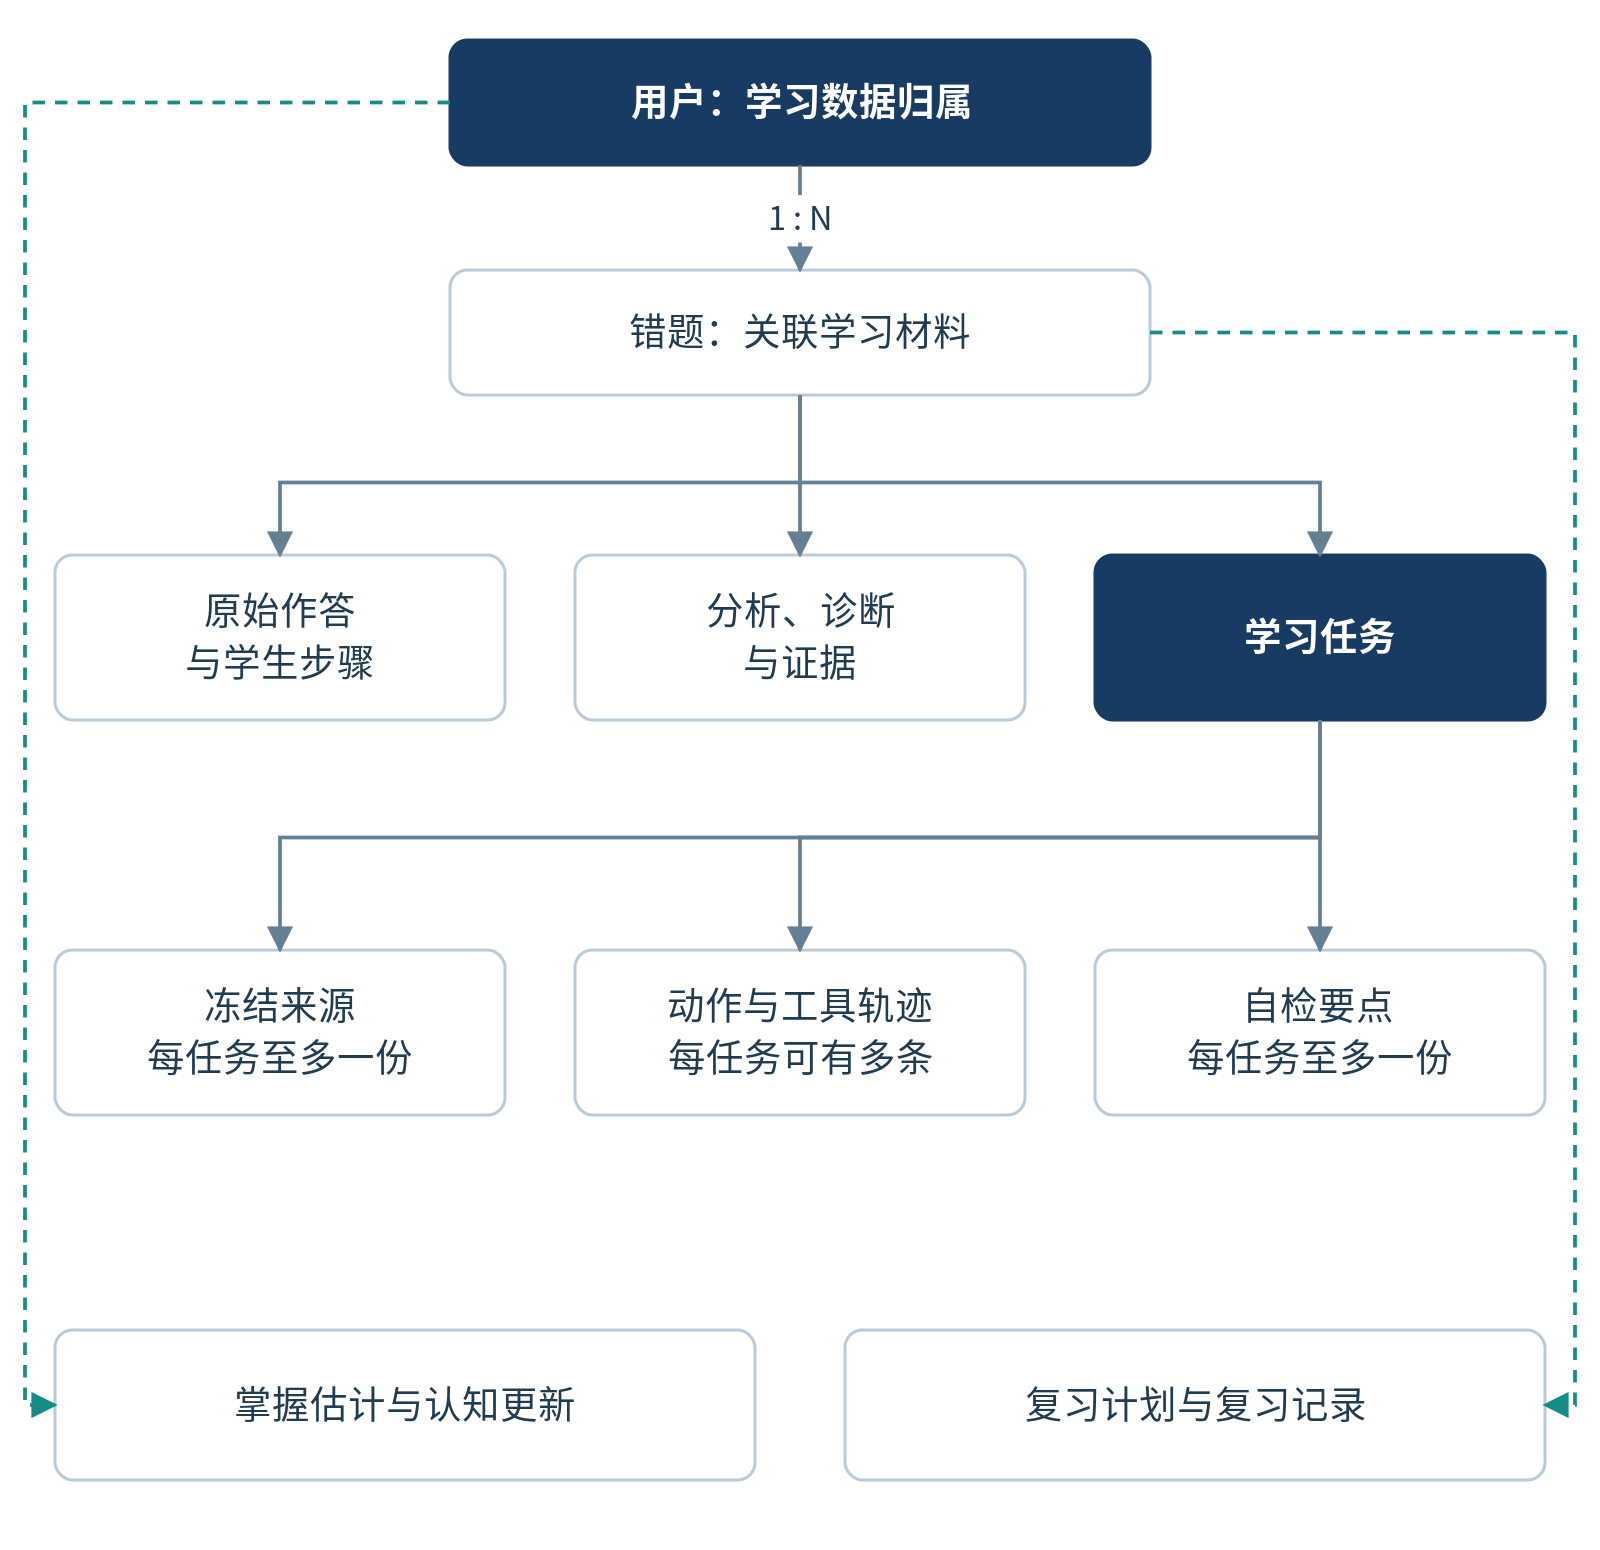 用户：学习数据归属
1 : N
错题：关联学习材料
原始作答
与学生步骤
分析、诊断
与证据
学习任务
冻结来源
每任务至多一份
动作与工具轨迹
每任务可有多条
自检要点
每任务至多一份
掌握估计与认知更新
复习计划与复习记录